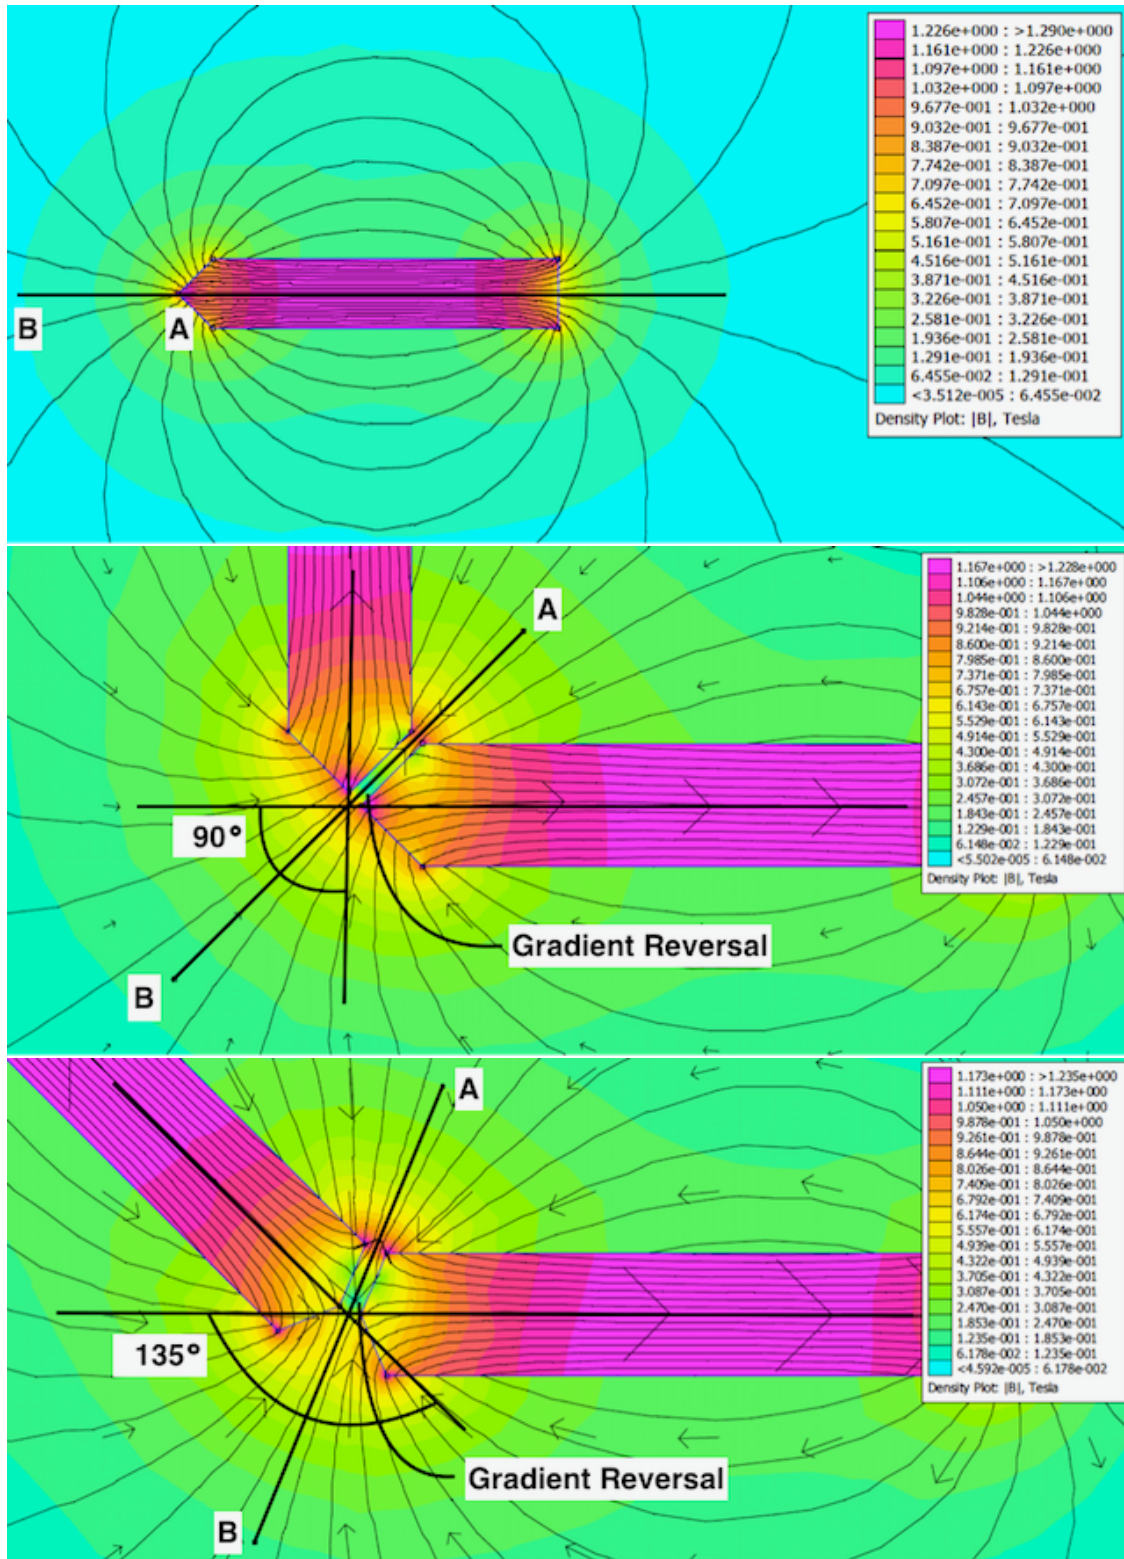 1.226e+000 : >1.290e+000
1.161e+000 : 1.226e+000
1.097e+000 : 1.161e+000
1.032e+000 : 1.097e+000
9.677e-001 : 1.032e+000
9.032e-001 : 9.677e-001
8.387e-001 : 9.032e-001
7.742e-001 : 8.387e-001
7.097e-001 : 7.742e-001
6.452e-001 : 7.097e-001
5.807e-001 : 6.452e-001
5.161e-001 : 5.807e-001
4.516e-001 : 5.161e-001
3.871e-001 : 4.516e-001
3.226e-001 : 3.871e-001
2.581e-001 : 3.226e-001
1.936e-001 : 2.581e-001
1.291e-001 : 1.936e-001
6.455e-002 : 1.291e-001
<3.512e-005 : 6.455e-002
Density Plot: |B|, Tesla
B
A
1.167e+000 : >1.228e+000
1.106e+000 : 1.167e+000
1.044e+000 : 1.106e+000
9.828e-001 : 1.044e+000
9.214e-001 : 9.828e-001
8.600e-001 : 9.214e-001
7.985e-001 : 8.600e-001
7.371e-001 : 7.985e-001
6.757e-001 : 7.371e-001
6.143e-001 : 6.757e-001
5.529e-001 : 6.143e-001
4.914e-001 : 5.529e-001
4.300e-001 : 4.914e-001
3.686e-001 : 4.300e-001
3.072e-001 : 3.686e-001
2.457e-001 : 3.072e-001
1.843e-001 : 2.457e-001
1.229e-001 : 1.843e-001
6.148e-002 : 1.229e-001
<5.502e-005 : 6.148e-002
Density Plot: |B|, Tesla
A
90°
Gradient Reversal
B
1.173e+000 : >1.235e+000
1.111e+000 : 1.173e+000
1.050e+000 : 1.111e+000
9.878e-001 : 1.050e+000
9.261e-001 : 9.878e-001
8.644e-001 : 9.261e-001
8.026e-001 : 8.644e-001
7.409e-001 : 8.026e-001
6.792e-001 : 7.409e-001
6.174e-001 : 6.792e-001
5.557e-001 : 6.174e-001
4.939e-001 : 5.557e-001
4.322e-001 : 4.939e-001
3.705e-001 : 4.322e-001
3.087e-001 : 3.705e-001
2.470e-001 : 3.087e-001
1.853e-001 : 2.470e-001
1.235e-001 : 1.853e-001
6.178e-002 : 1.235e-001
<4.592e-005 : 6.178e-002
Density Plot: |B|, Tesla
A
135°
Gradient Reversal
B